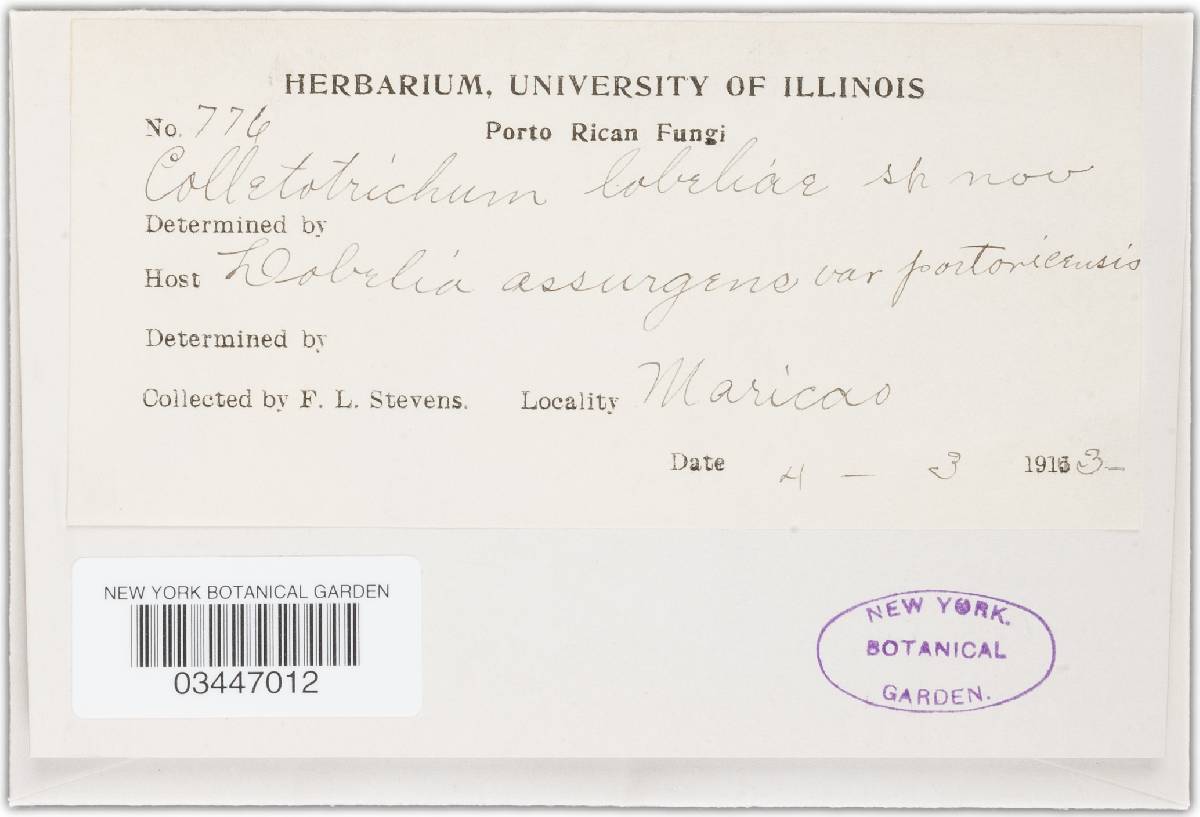 HERBARIUM, UNIVERSITY OF ILLINOIS
No. 776 Porto Rican Fungi
Colletotrichum lobeliae sp nov
Determined by
Host Lobelia assurgens var portoricensis
Determined by
Collected by F. L. Stevens. Locality Maricao
Date 4 – 3 1913-
NEW YORK BOTANICAL GARDEN
03447012
NEW YORK.
BOTANICAL
GARDEN.